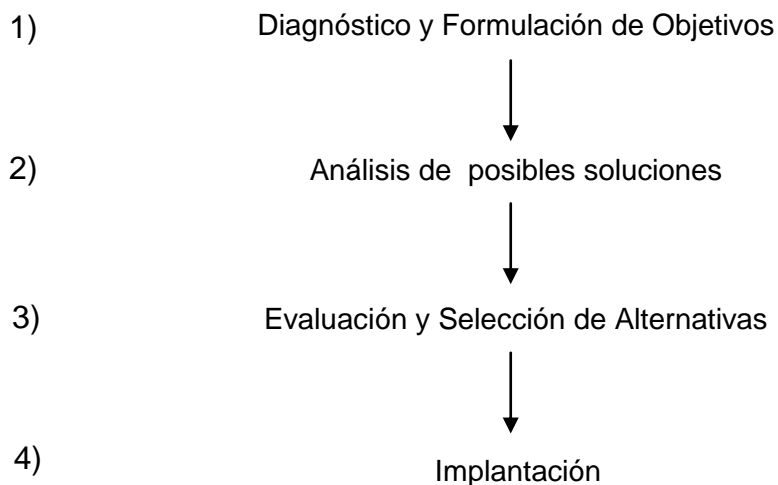 1) Diagnóstico y Formulación de Objetivos
2) Análisis de posibles soluciones
3) Evaluación y Selección de Alternativas
4) Implantación